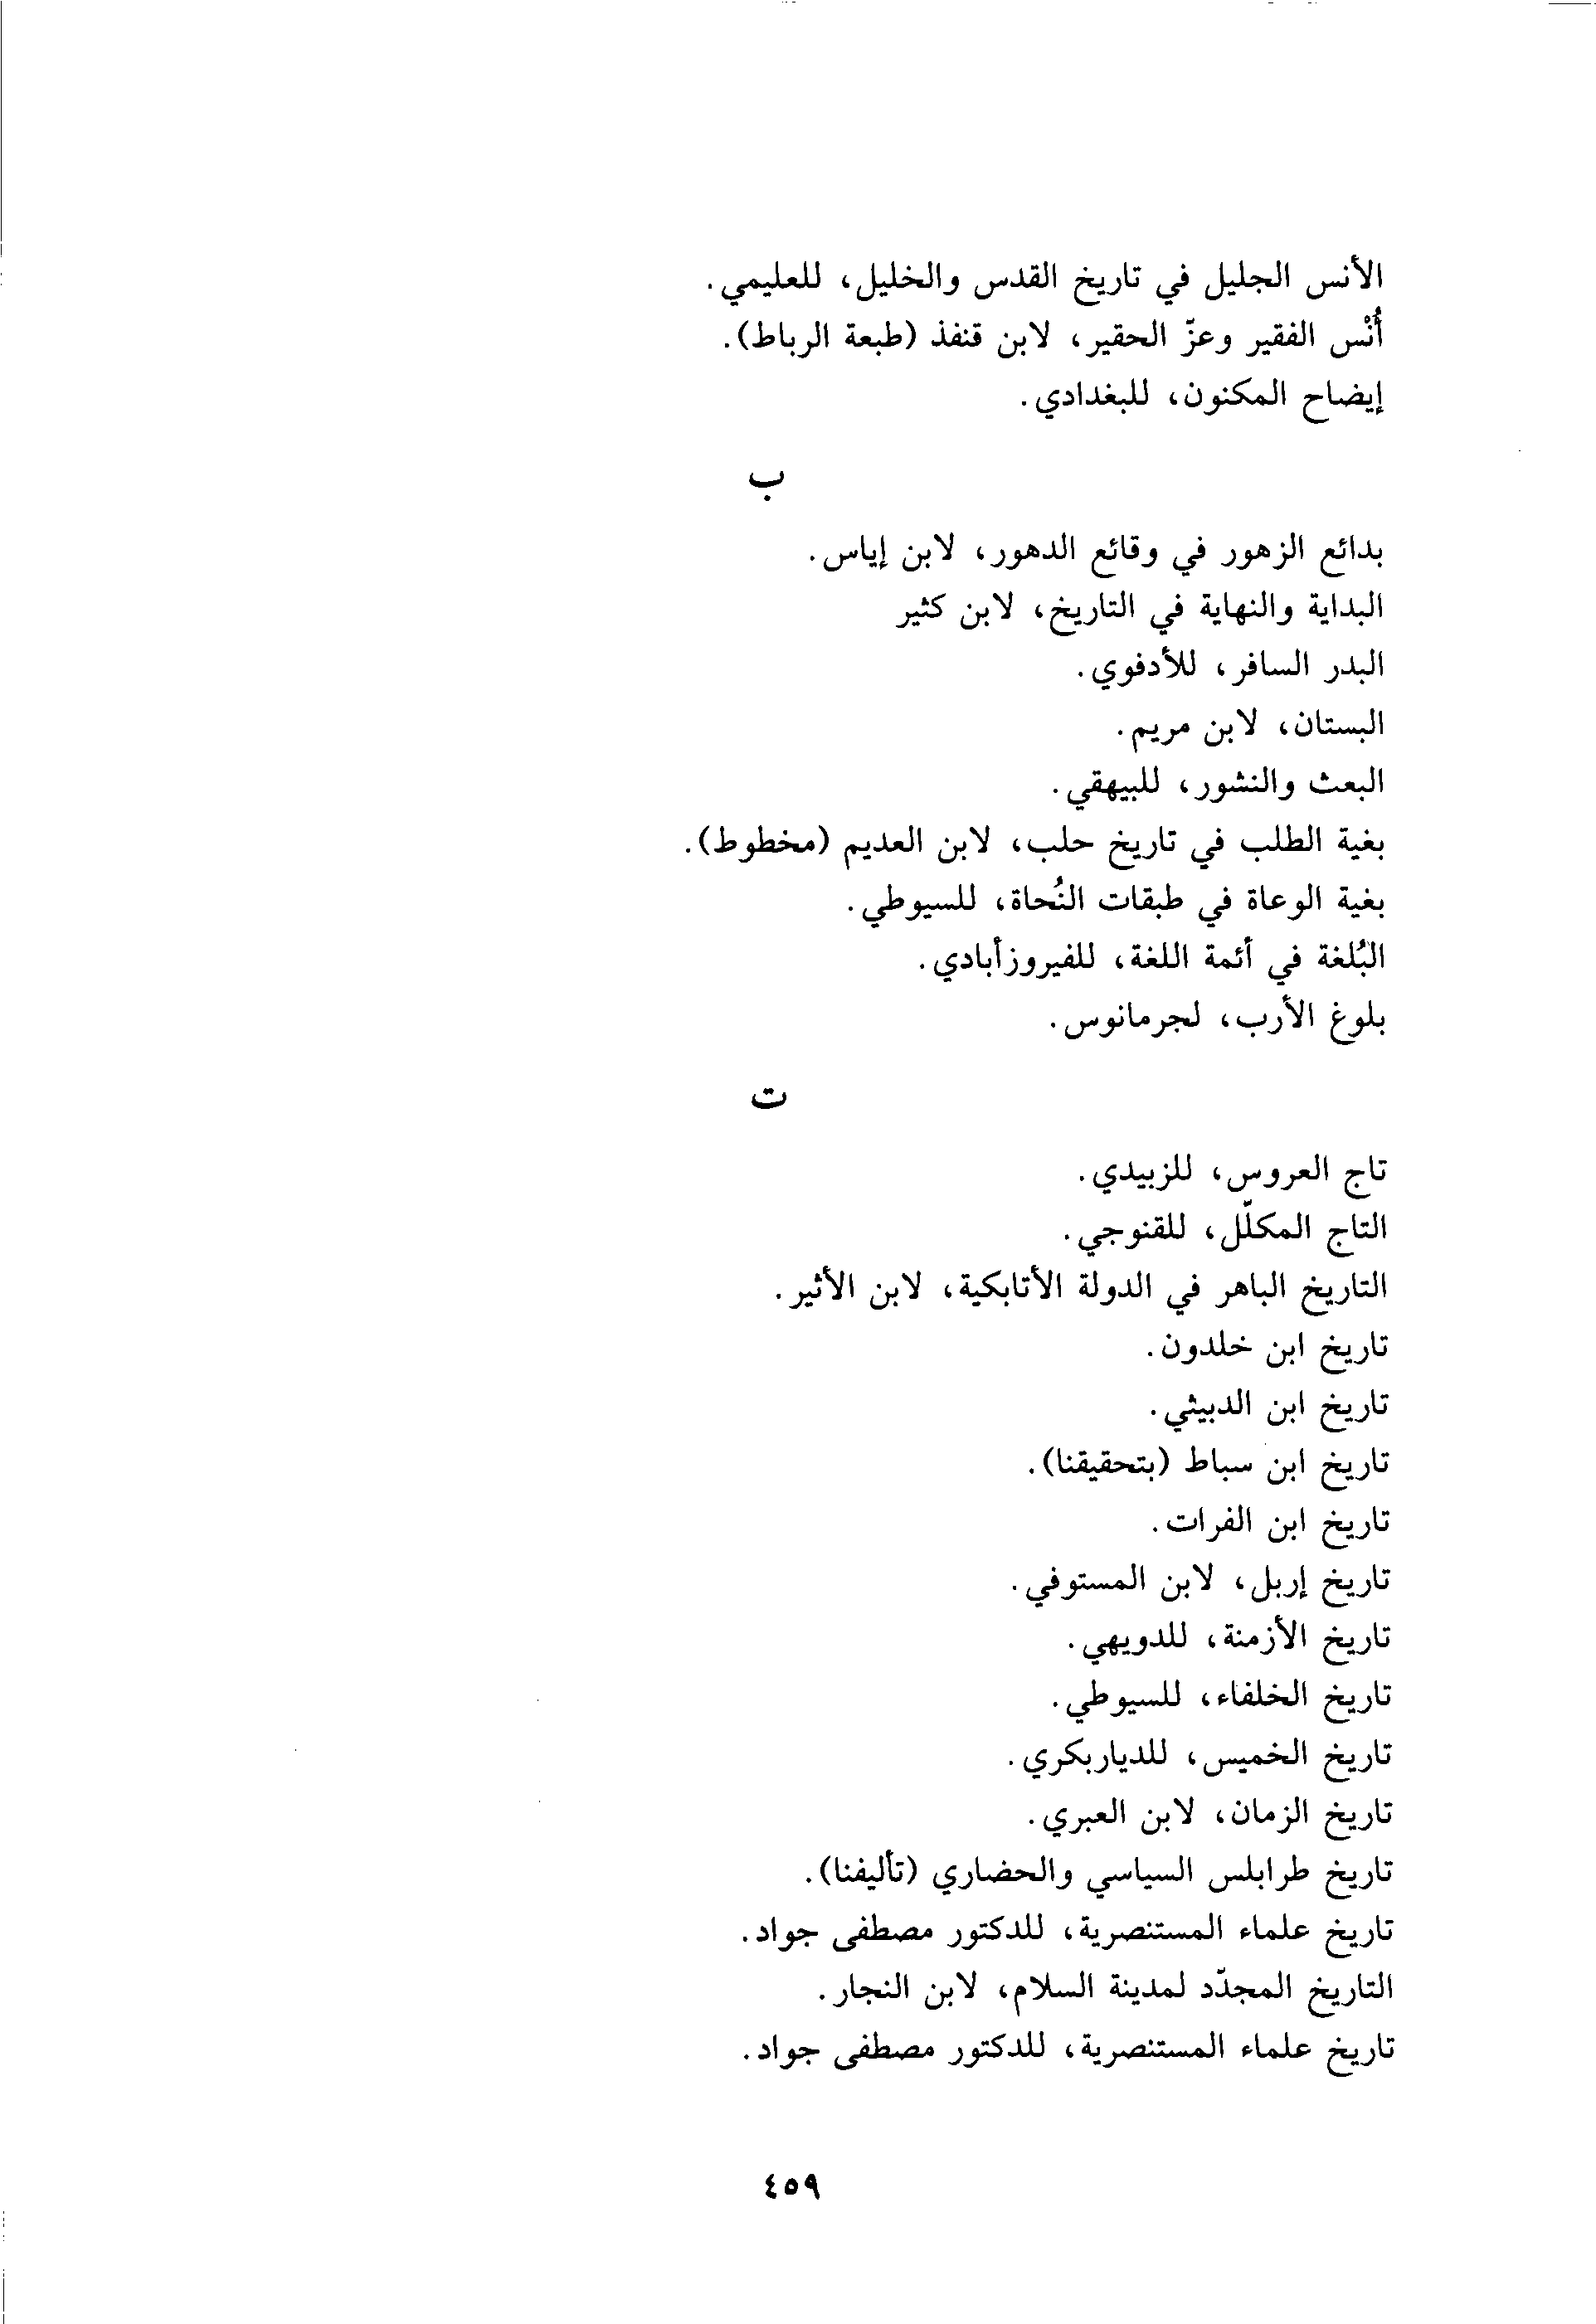 الأنس الجليل في تاريخ القدس والخليل، للعليمي.
أُنْس الفقير وعزّ الحقير، لابن قنفذ (طبعة الرباط).
إيضاح المكنون، للبغدادي.
ب
بدائع الزهور في وقائع الدهور، لابن إياس.
البداية والنهاية في التاريخ، لابن كثير
البدر السافر، للأدفوي.
البستان، لابن مريم.
البعث والنشور، للبيهقي.
بغية الطلب في تاريخ حلب، لابن العديم (مخطوط).
بغية الوعاة في طبقات النُحاة، للسيوطي.
البُلغة في أئمة اللغة، للفيروزأبادي.
بلوغ الأرب، لجرمانوس.
ت
تاج العروس، للزبيدي.
التاج المكلّل، للقنوجي.
التاريخ الباهر في الدولة الأتابكية، لابن الأثير.
تاريخ ابن خلدون.
تاريخ ابن الدبيثي.
تاريخ ابن سباط (بتحقيقنا).
تاريخ ابن الفرات.
تاريخ إربل، لابن المستوفي.
تاريخ الأزمنة، للدويهي.
تاريخ الخلفاء، للسيوطي.
تاريخ الخميس، للدياربكري.
تاريخ الزمان، لابن العبري.
تاريخ طرابلس السياسي والحضاري (تأليفنا).
تاريخ علماء المستنصرية، للدكتور مصطفى جواد.
التاريخ المجدّد لمدينة السلام، لابن النجار.
تاريخ علماء المستنصرية، للدكتور مصطفى جواد.
٤٥٩